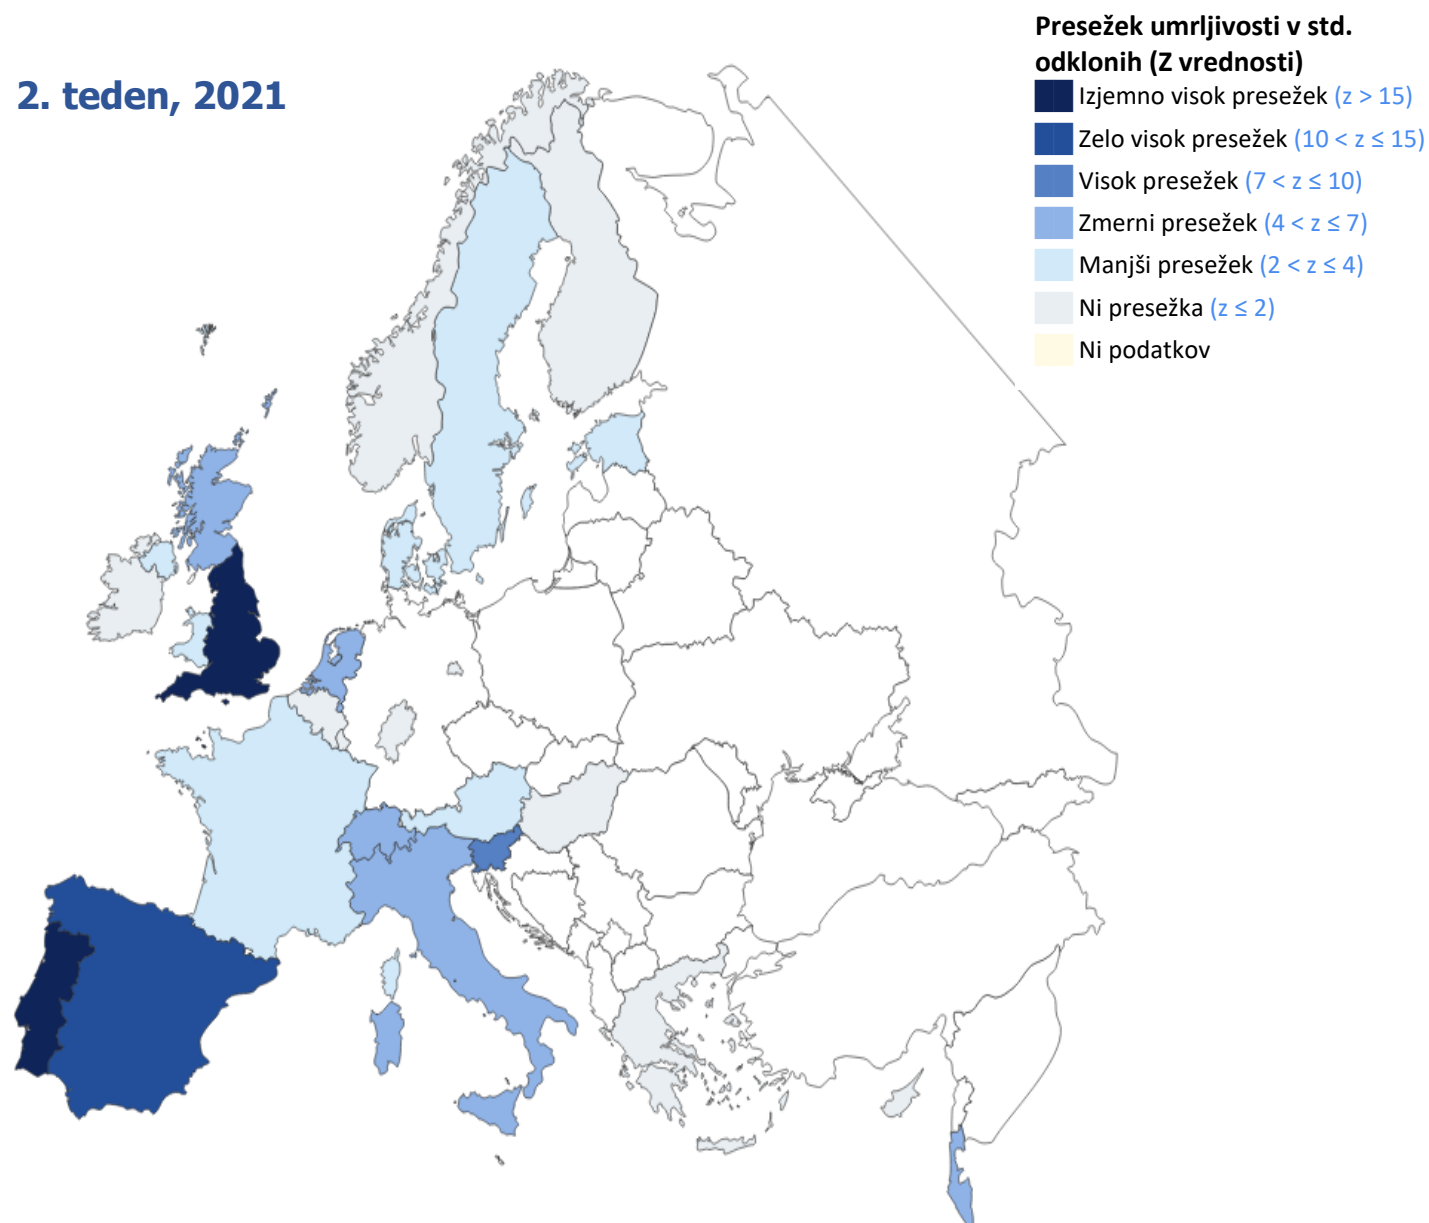 Presežek umrljivosti v std.
odklonih (Z vrednosti)
2. teden, 2021
Izjemno visok presežek (z > 15)
Zelo visok presežek (10 < z ≤ 15)
Visok presežek (7 < z ≤ 10)
Zmerni presežek (4 < z ≤ 7)
Manjši presežek (2 < z ≤ 4)
Ni presežka (z ≤ 2)
Ni podatkov